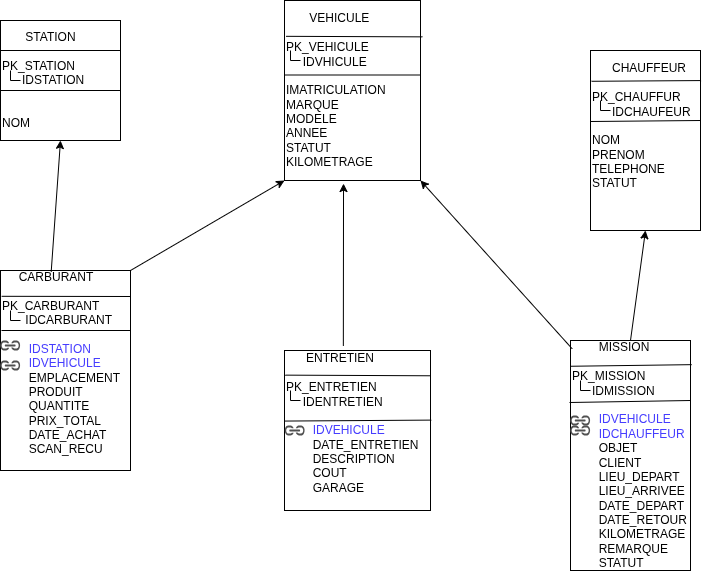 STATION
PK_STATION
IDSTATION
NOM
VEHICULE
PK_VEHICULE
IDVHICULE
IMATRICULATION
MARQUE
MODELE
ANNEE
STATUT
KILOMETRAGE
CHAUFFEUR
PK_CHAUFFUR
IDCHAUFEUR
NOM
PRENOM
TELEPHONE
STATUT
CARBURANT
PK_CARBURANT
IDCARBURANT
IDSTATION
IDVEHICULE
EMPLACEMENT
PRODUIT
QUANTITE
PRIX_TOTAL
DATE_ACHAT
SCAN_RECU
ENTRETIEN
PK_ENTRETIEN
IDENTRETIEN
IDVEHICULE
DATE_ENTRETIEN
DESCRIPTION
COUT
GARAGE
MISSION
PK_MISSION
IDMISSION
IDVEHICULE
IDCHAUFFEUR
OBJET
CLIENT
LIEU_DEPART
LIEU_ARRIVEE
DATE_DEPART
DATE_RETOUR
KILOMETRAGE
REMARQUE
STATUT